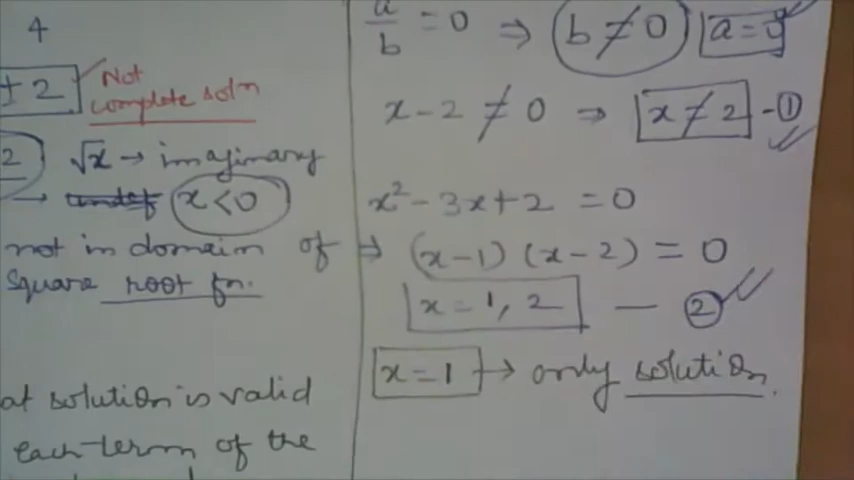 4
± 2 Not
complete soln
2 √x → imaginary
→ x < 0
not in domain of
square root fn.
at solution is valid
each term of the
a/b = 0 ⇒ b ≠ 0 a = 0
x - 2 ≠ 0 ⇒ x ≠ 2 - ①
x² - 3x + 2 = 0
⇒ (x-1) (x-2) = 0
x = 1, 2 — ②
x = 1 → only solution.